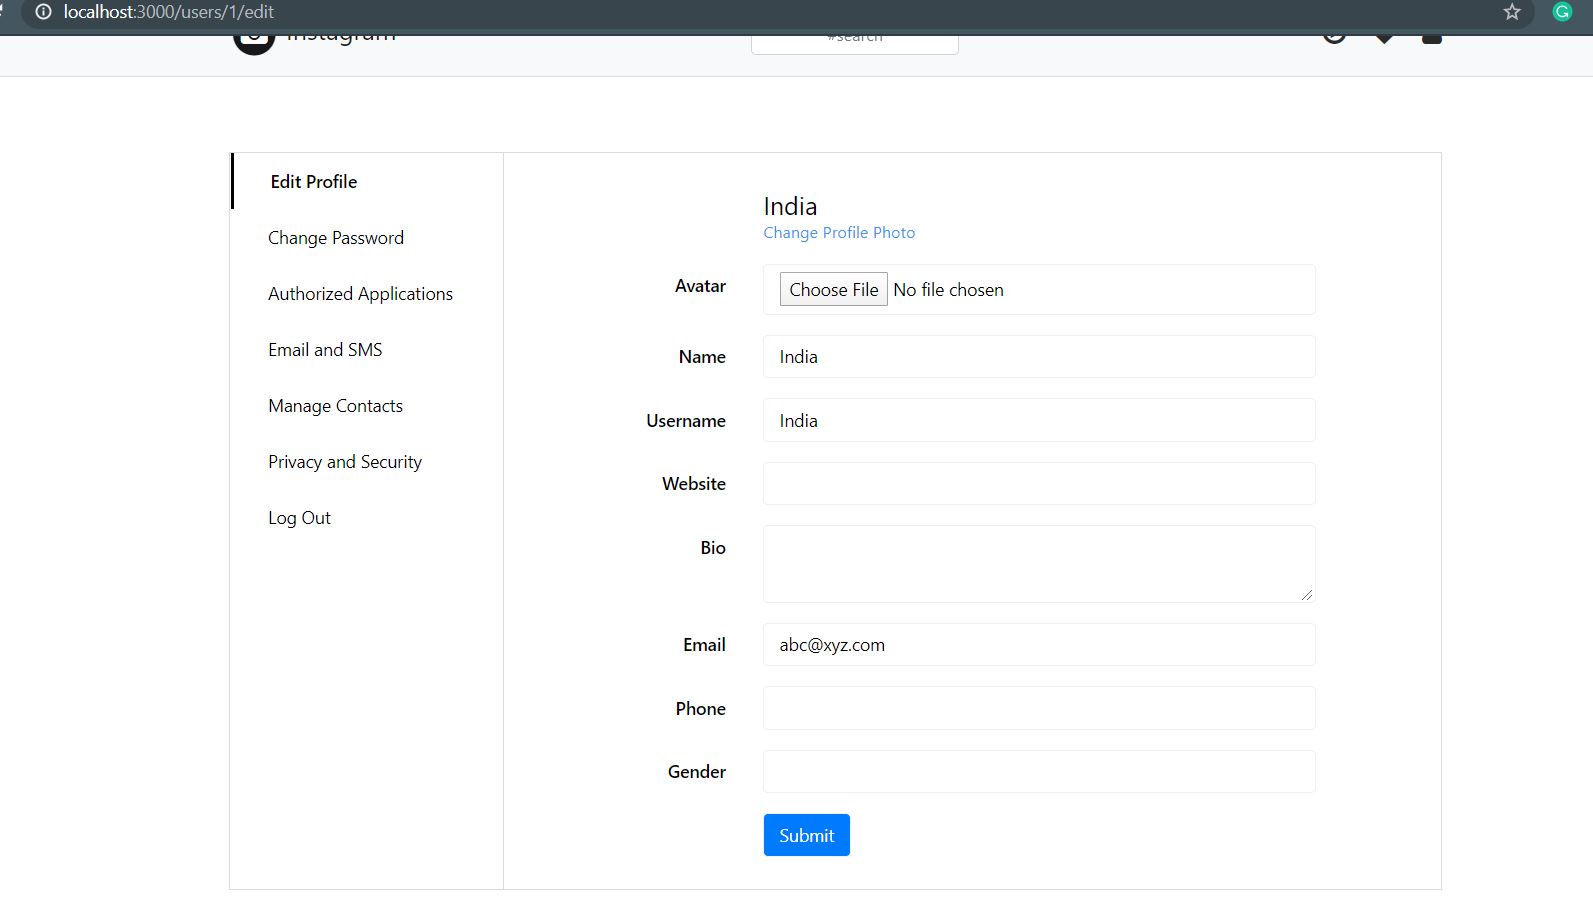 localhost:3000/users/1/edit
Instagram
#search
Edit Profile
Change Password
Authorized Applications
Email and SMS
Manage Contacts
Privacy and Security
Log Out
India
Change Profile Photo
Avatar Choose File No file chosen
Name India
Username India
Website
Bio
Email abc@xyz.com
Phone
Gender
Submit